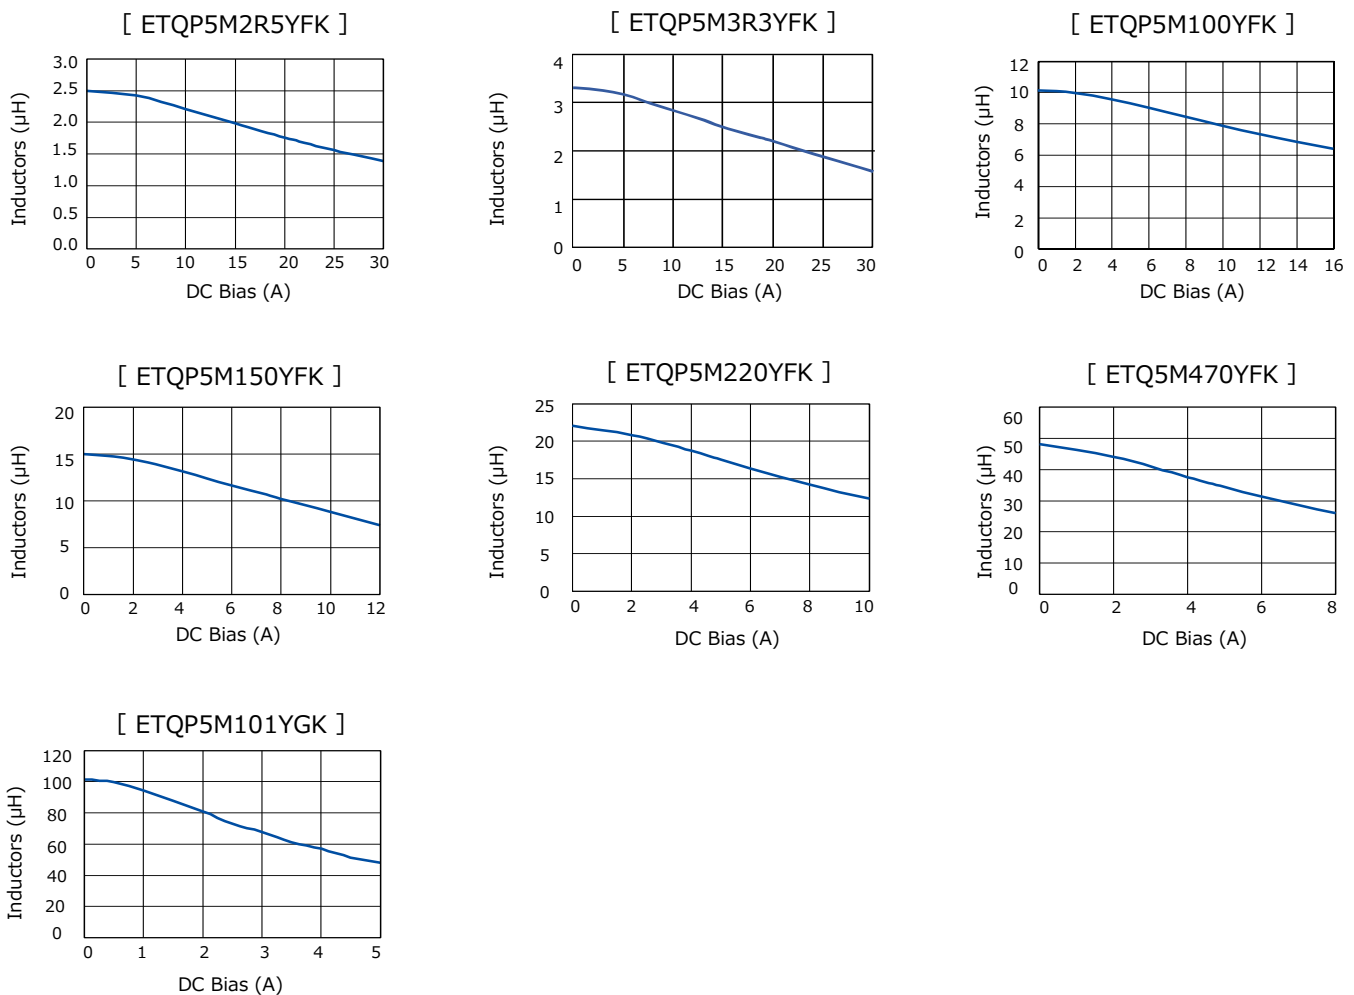 [ ETQP5M2R5YFK ]
3.0
2.5
2.0
1.5
1.0
0.5
0.0
Inductors (μH)
0 5 10 15 20 25 30
DC Bias (A)
[ ETQP5M3R3YFK ]
4
3
2
1
0
Inductors (μH)
0 5 10 15 20 25 30
DC Bias (A)
[ ETQP5M100YFK ]
12
10
8
6
4
2
0
Inductors (μH)
0 2 4 6 8 10 12 14 16
DC Bias (A)
[ ETQP5M150YFK ]
20
15
10
5
0
Inductors (μH)
0 2 4 6 8 10 12
DC Bias (A)
[ ETQP5M220YFK ]
25
20
15
10
5
0
Inductors (μH)
0 2 4 6 8 10
DC Bias (A)
[ ETQ5M470YFK ]
60
50
40
30
20
10
0
Inductors (μH)
0 2 4 6 8
DC Bias (A)
[ ETQP5M101YGK ]
120
100
80
60
40
20
0
Inductors (μH)
0 1 2 3 4 5
DC Bias (A)